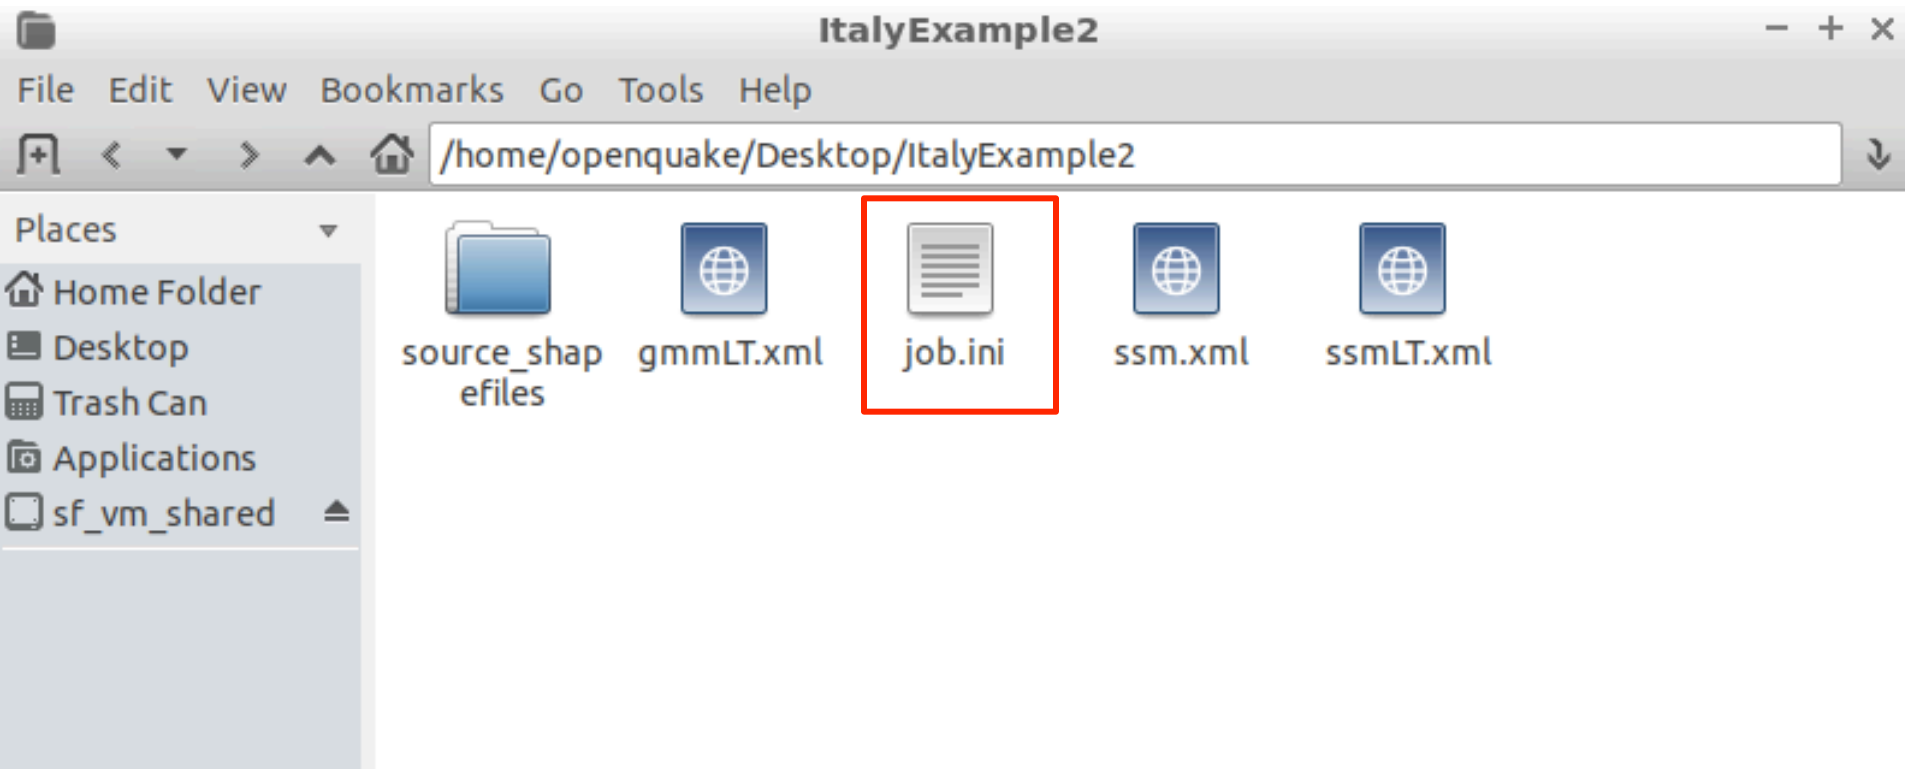 ItalyExample2
File Edit View Bookmarks Go Tools Help
/home/openquake/Desktop/ItalyExample2
Places
Home Folder
Desktop
Trash Can
Applications
sf_vm_shared
source_shap
efiles
gmmLT.xml
job.ini
ssm.xml
ssmLT.xml